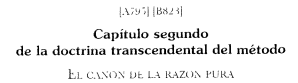 [A795] [B823]
Capítulo segundo
de la doctrina transcendental del método
EL CANON DE LA RAZÓN PURA